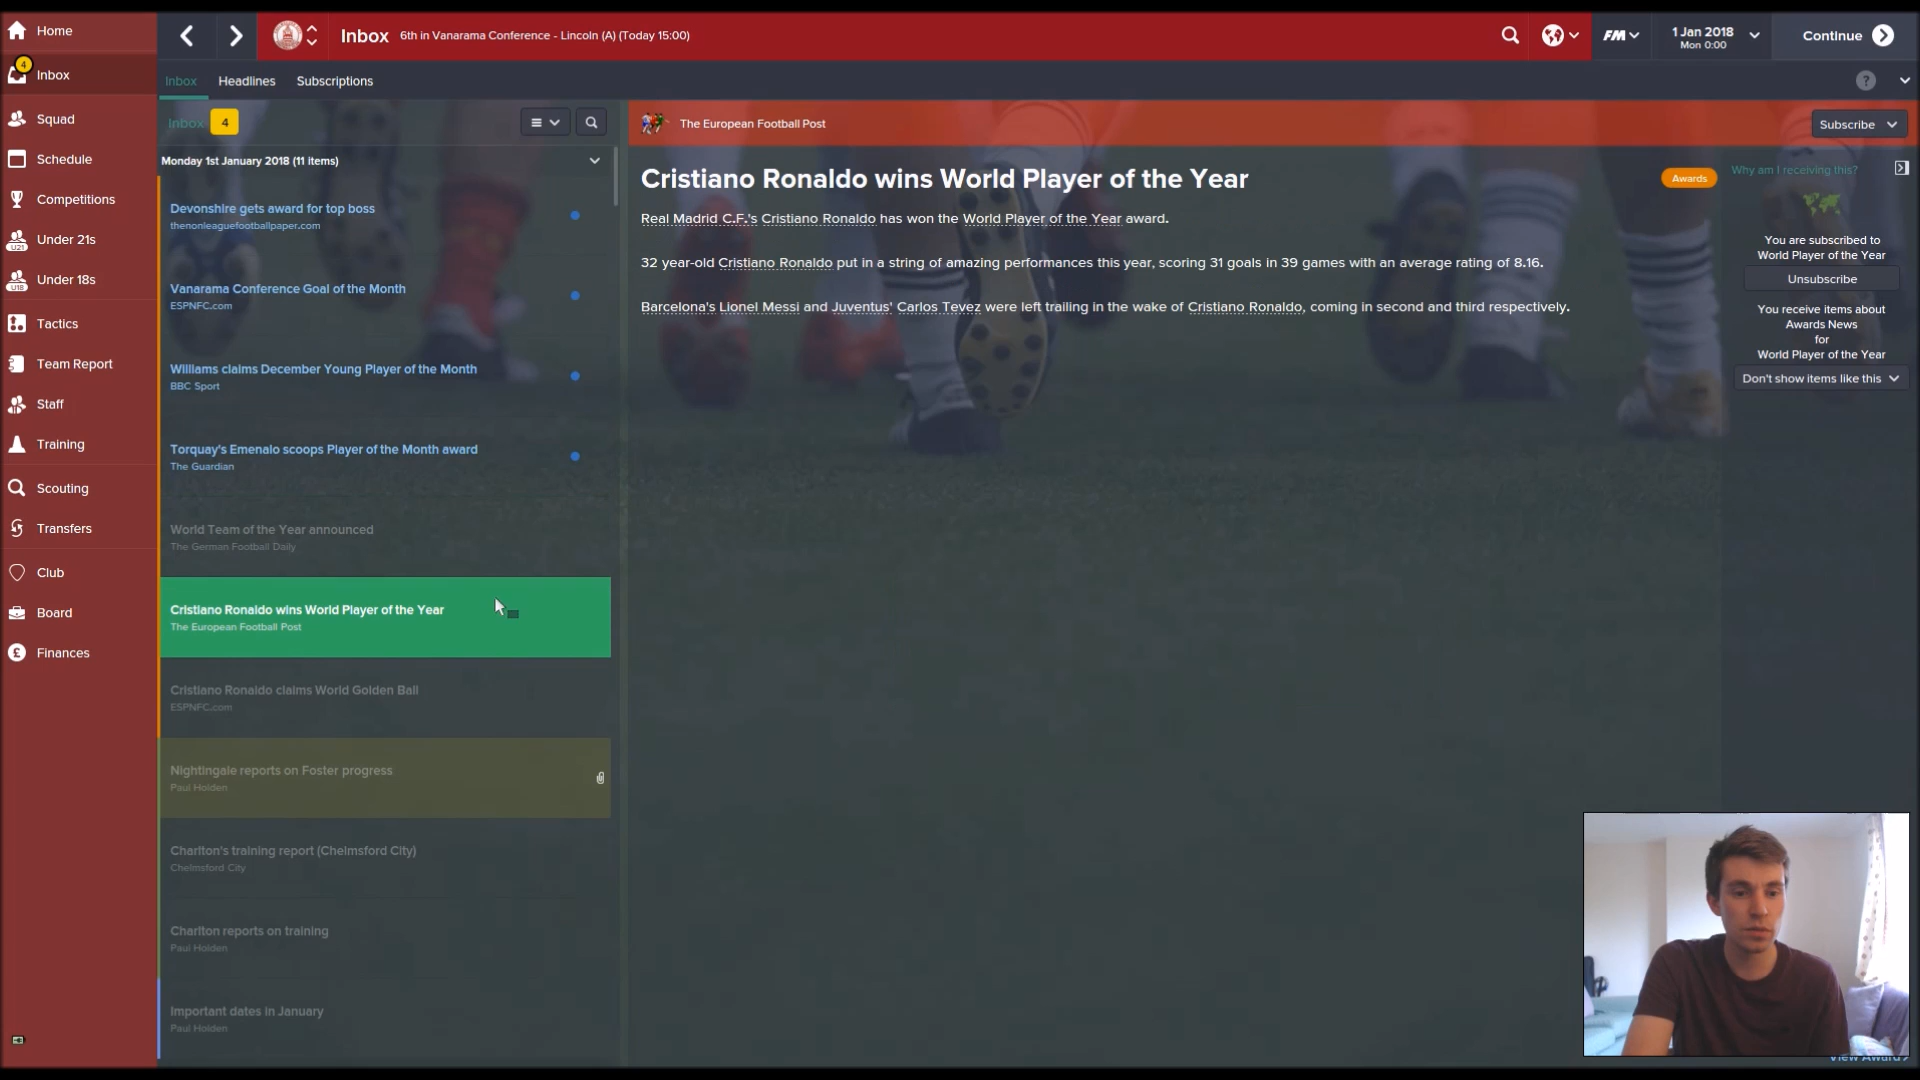 Home
4
Inbox
Squad
Schedule
Competitions
U21
Under 21s
U18
Under 18s
Tactics
Team Report
Staff
Training
Scouting
Transfers
Club
Board
Finances
Inbox 6th in Vanarama Conference - Lincoln (A) (Today 15:00)
FM
1 Jan 2018
Mon 0:00
Continue
Inbox Headlines Subscriptions
?
Inbox 4
Monday 1st January 2018 (11 items)
Devonshire gets award for top boss
thenonleaguefootballpaper.com
Vanarama Conference Goal of the Month
ESPNFC.com
Williams claims December Young Player of the Month
BBC Sport
Torquay's Emenalo scoops Player of the Month award
The Guardian
World Team of the Year announced
The German Football Daily
Cristiano Ronaldo wins World Player of the Year
The European Football Post
Cristiano Ronaldo claims World Golden Ball
ESPNFC.com
Nightingale reports on Foster progress
Paul Holden
Charlton's training report (Chelmsford City)
Chelmsford City
Charlton reports on training
Paul Holden
Important dates in January
Paul Holden
The European Football Post
Subscribe
Cristiano Ronaldo wins World Player of the Year
Awards
Real Madrid C.F.'s Cristiano Ronaldo has won the World Player of the Year award.
32 year-old Cristiano Ronaldo put in a string of amazing performances this year, scoring 31 goals in 39 games with an average rating of 8.16.
Barcelona's Lionel Messi and Juventus' Carlos Tevez were left trailing in the wake of Cristiano Ronaldo, coming in second and third respectively.
Why am I receiving this?
You are subscribed to
World Player of the Year
Unsubscribe
You receive items about
Awards News
for
World Player of the Year
Don't show items like this
View Award >